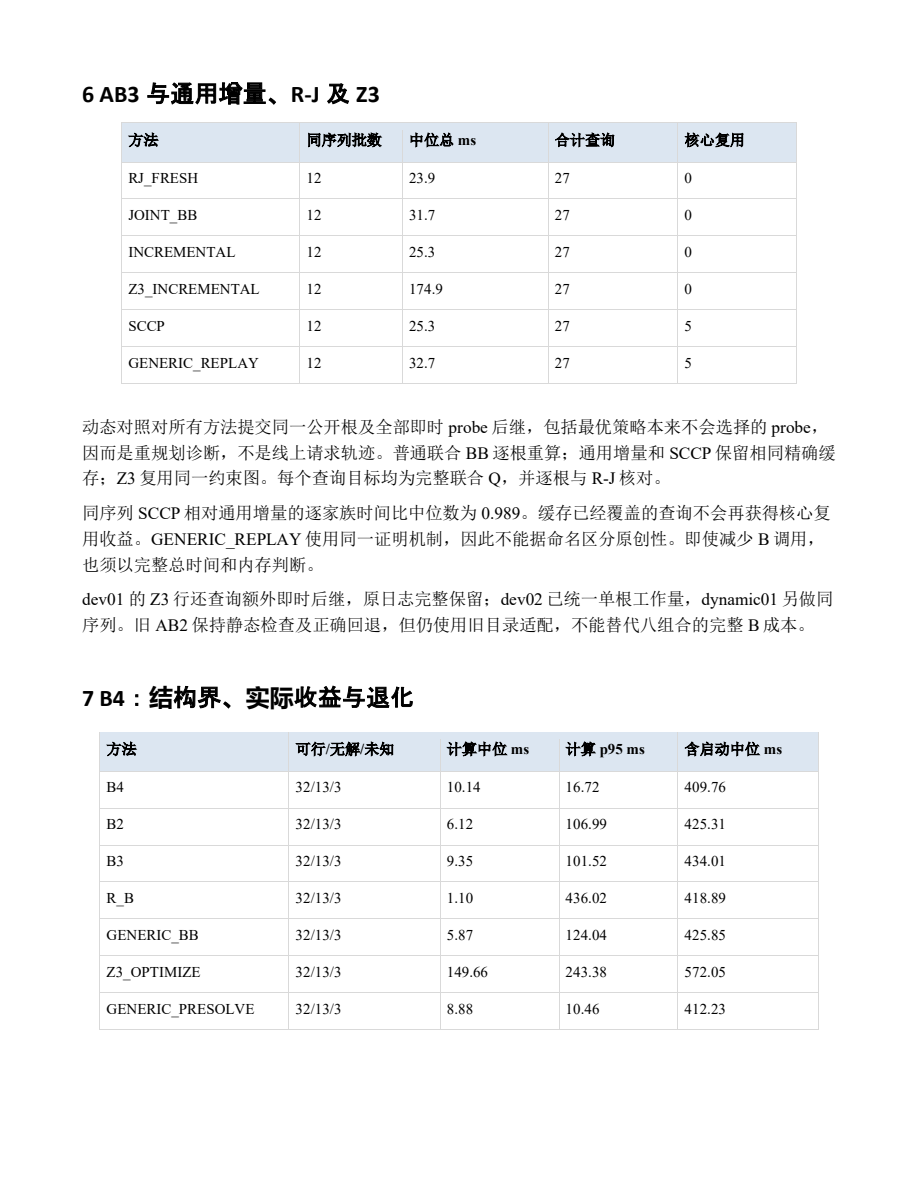 6 AB3 与通用增量、R-J 及 Z3
方法 同序列批数 中位总 ms 合计查询 核心复用
RJ_FRESH 12 23.9 27 0
JOINT_BB 12 31.7 27 0
INCREMENTAL 12 25.3 27 0
Z3_INCREMENTAL 12 174.9 27 0
SCCP 12 25.3 27 5
GENERIC_REPLAY 12 32.7 27 5
动态对照对所有方法提交同一公开根及全部即时 probe 后继，包括最优策略本来不会选择的 probe，
因而是重规划诊断，不是线上请求轨迹。普通联合 BB 逐根重算；通用增量和 SCCP 保留相同精确缓
存；Z3 复用同一约束图。每个查询目标均为完整联合 Q，并逐根与 R-J 核对。
同序列 SCCP 相对通用增量的逐家族时间比中位数为 0.989。缓存已经覆盖的查询不会再获得核心复
用收益。GENERIC_REPLAY 使用同一证明机制，因此不能据命名区分原创性。即使减少 B 调用，
也须以完整总时间和内存判断。
dev01 的 Z3 行还查询额外即时后继，原日志完整保留；dev02 已统一单根工作量，dynamic01 另做同
序列。旧 AB2 保持静态检查及正确回退，但仍使用旧目录适配，不能替代八组合的完整 B 成本。
7 B4：结构界、实际收益与退化
方法 可行/无解/未知 计算中位 ms 计算 p95 ms 含启动中位 ms
B4 32/13/3 10.14 16.72 409.76
B2 32/13/3 6.12 106.99 425.31
B3 32/13/3 9.35 101.52 434.01
R_B 32/13/3 1.10 436.02 418.89
GENERIC_BB 32/13/3 5.87 124.04 425.85
Z3_OPTIMIZE 32/13/3 149.66 243.38 572.05
GENERIC_PRESOLVE 32/13/3 8.88 10.46 412.23